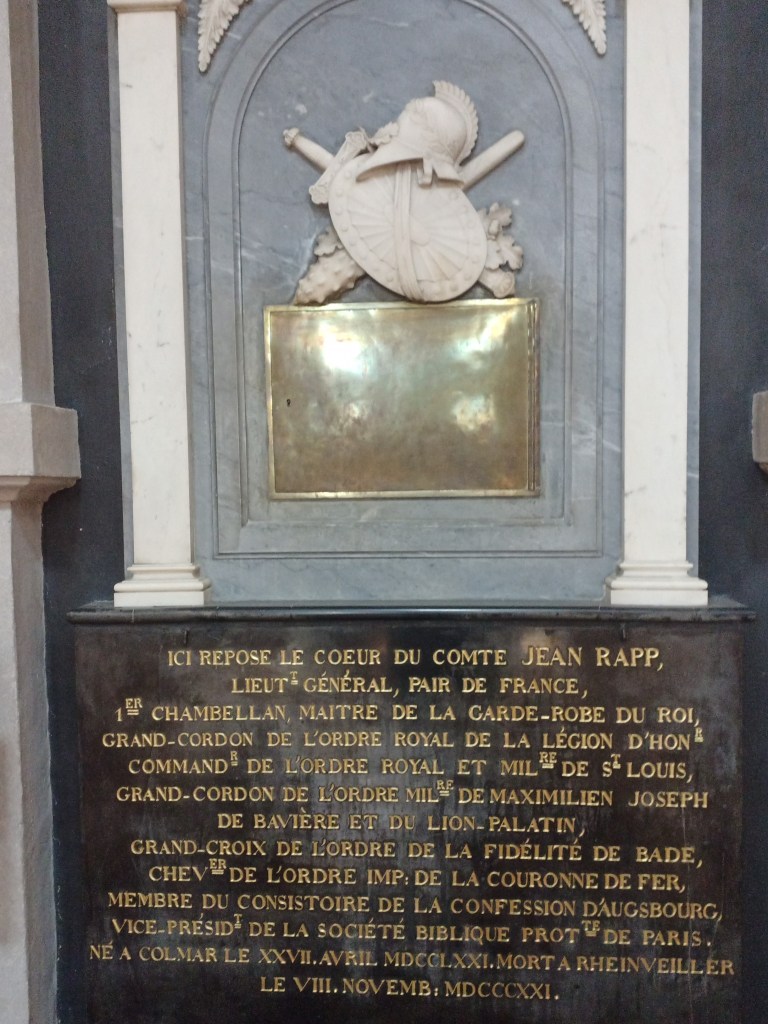 ICI REPOSE LE COEUR DU COMTE JEAN RAPP,
LIEUT^T GÉNÉRAL, PAIR DE FRANCE,
1^ER CHAMBELLAN, MAITRE DE LA GARDE-ROBE DU ROI,
GRAND-CORDON DE L'ORDRE ROYAL DE LA LÉGION D'HON^R
COMMAND^R DE L'ORDRE ROYAL ET MIL^RE DE S^T LOUIS,
GRAND-CORDON DE L'ORDRE MIL^RE DE MAXIMILIEN JOSEPH
DE BAVIÈRE ET DU LION-PALATIN,
GRAND-CROIX DE L'ORDRE DE LA FIDÉLITÉ DE BADE,
CHEV^ER DE L'ORDRE IMP: DE LA COURONNE DE FER,
MEMBRE DU CONSISTOIRE DE LA CONFESSION D'AUGSBOURG,
VICE-PRÉSID^T DE LA SOCIÉTÉ BIBLIQUE PROT^TE DE PARIS.
NÉ A COLMAR LE XXVII. AVRIL MDCCLXXI. MORT A RHEINVEILLER
LE VIII. NOVEMB: MDCCCXXI.